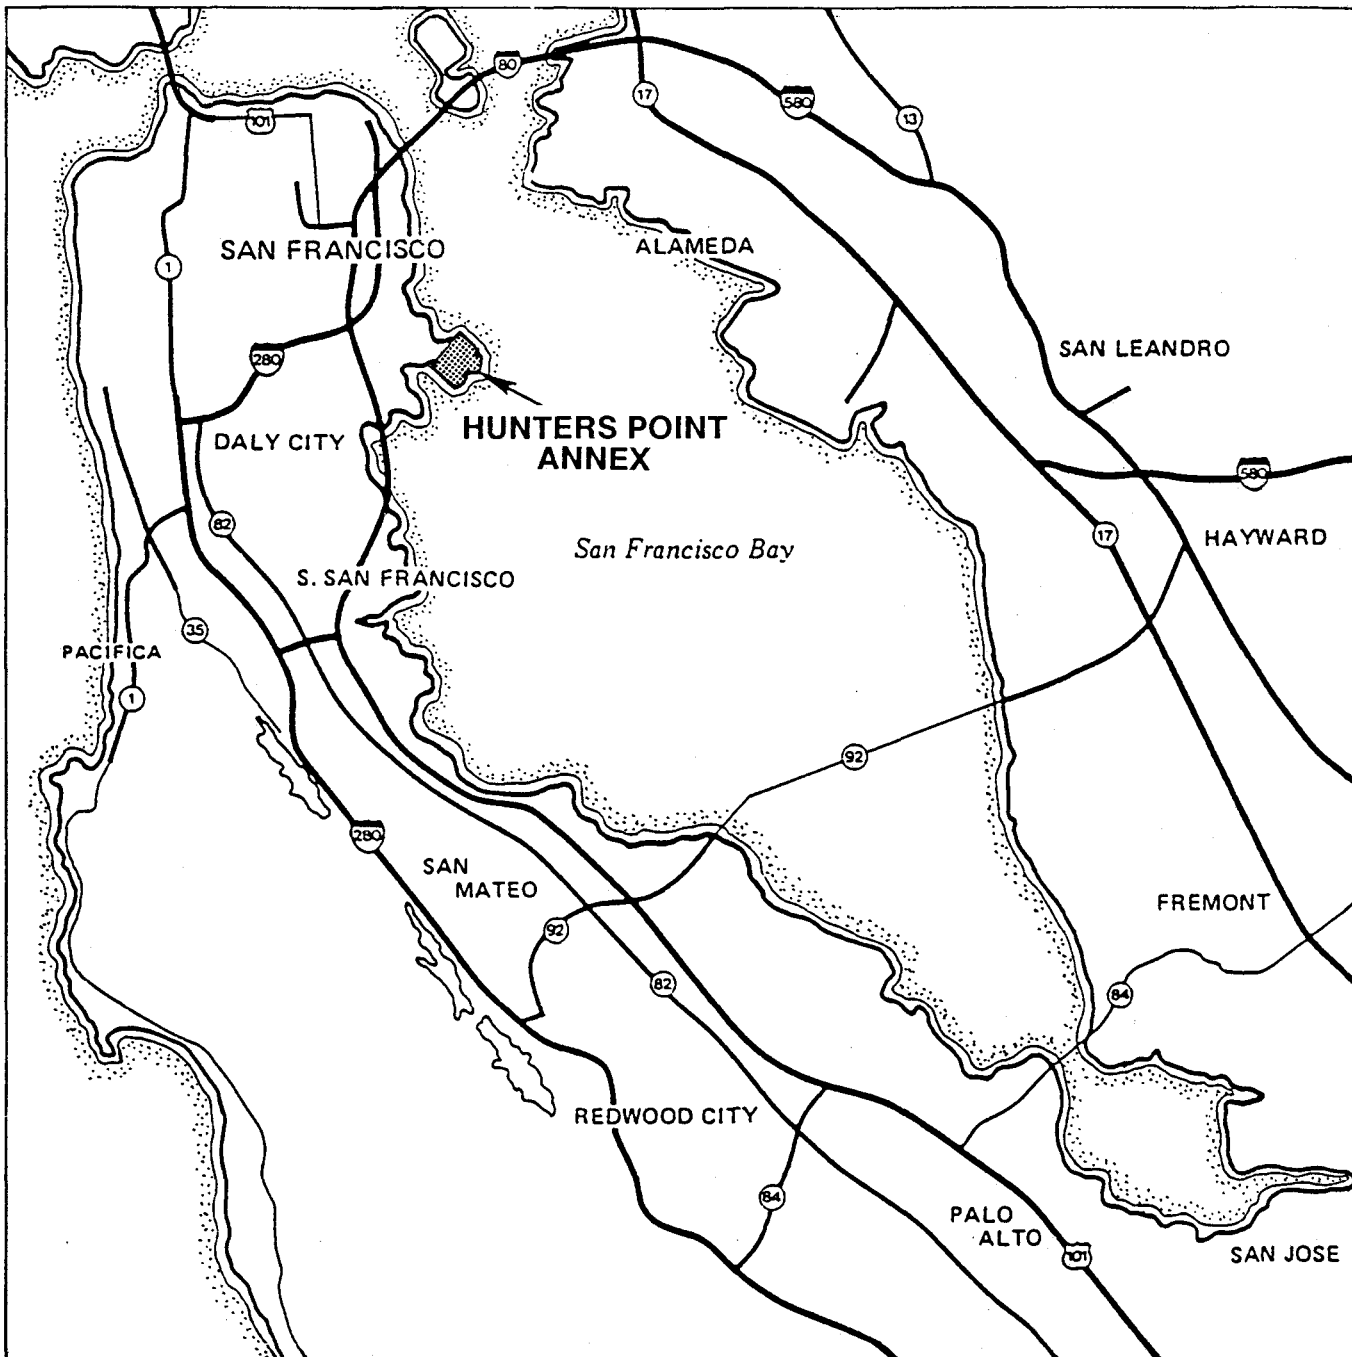 80
17
580
13
101
SAN FRANCISCO
ALAMEDA
1
280
SAN LEANDRO
HUNTERS POINT
ANNEX
DALY CITY
580
82
17
HAYWARD
San Francisco Bay
S. SAN FRANCISCO
35
PACIFICA
1
92
280
SAN
MATEO
FREMONT
92
82
84
REDWOOD CITY
84
PALO
ALTO
101
SAN JOSE